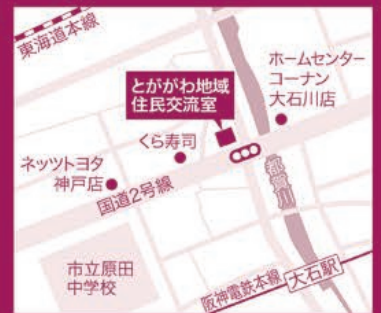 東海道本線
ホームセンター
コーナン
大石川店
とががわ地域
住民交流室
くら寿司
ネッツトヨタ
神戸店
国道2号線
都賀川
市立原田
中学校
阪神電鉄本線
大石駅